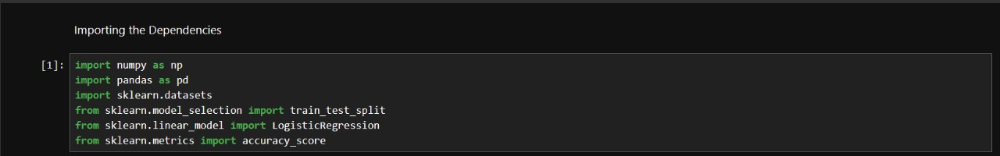 Importing the Dependencies
[1]: import numpy as np
import pandas as pd
import sklearn.datasets
from sklearn.model_selection import train_test_split
from sklearn.linear_model import LogisticRegression
from sklearn.metrics import accuracy_score